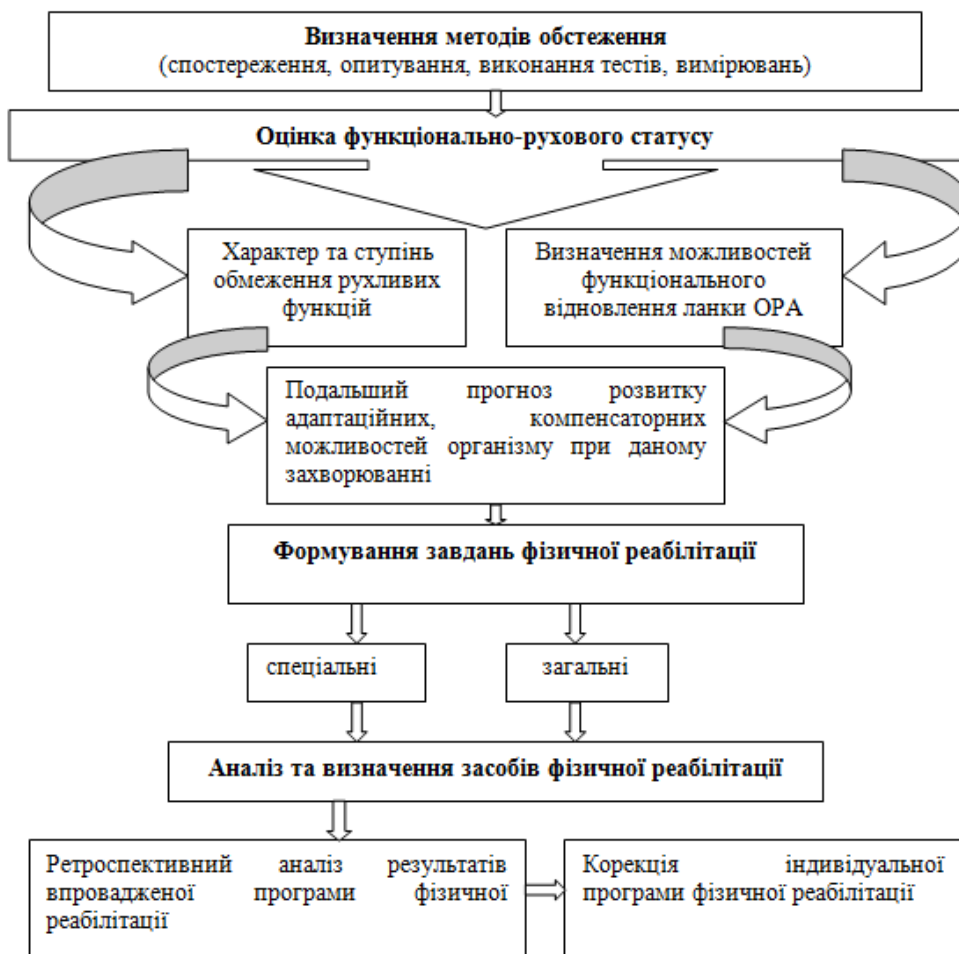 Визначення методів обстеження
(спостереження, опитування, виконання тестів, вимірювань)
Оцінка функціонально-рухового статусу
Характер та ступінь
обмеження рухливих
функцій
Визначення можливостей
функціонального
відновлення ланки ОРА
Подальший прогноз розвитку
адаптаційних, компенсаторних
можливостей організму при даному
захворюванні
Формування завдань фізичної реабілітації
спеціальні
загальні
Аналіз та визначення засобів фізичної реабілітації
Ретроспективний аналіз результатів
впровадженої програми фізичної
реабілітації
Корекція індивідуальної
програми фізичної реабілітації